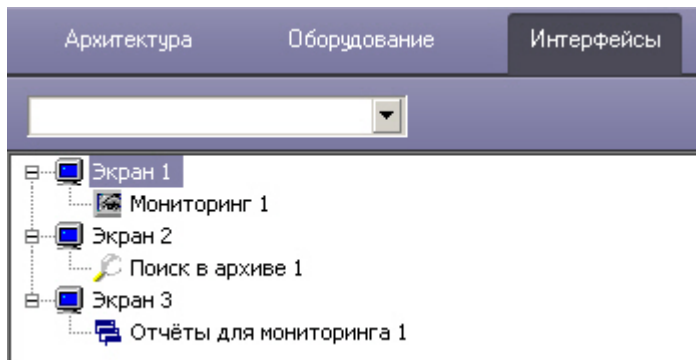 Архитектура Оборудование Интерфейсы
Экран 1
Мониторинг 1
Экран 2
Поиск в архиве 1
Экран 3
Отчёты для мониторинга 1